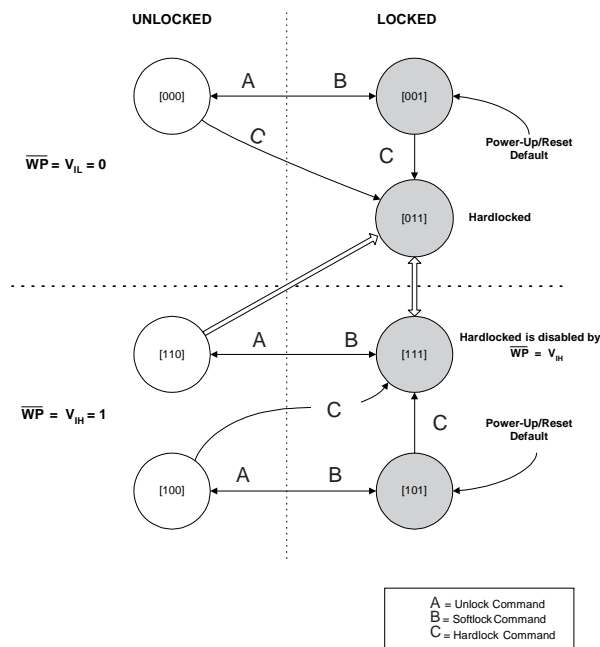 UNLOCKED LOCKED
[000] A B [001]
C C Power-Up/Reset
Default
WP = VIL = 0
[011] Hardlocked
[110] A B [111] Hardlocked is disabled by
WP = VIH
WP = VIH = 1
C C Power-Up/Reset
Default
[100] A B [101]
A = Unlock Command
B = Softlock Command
C = Hardlock Command